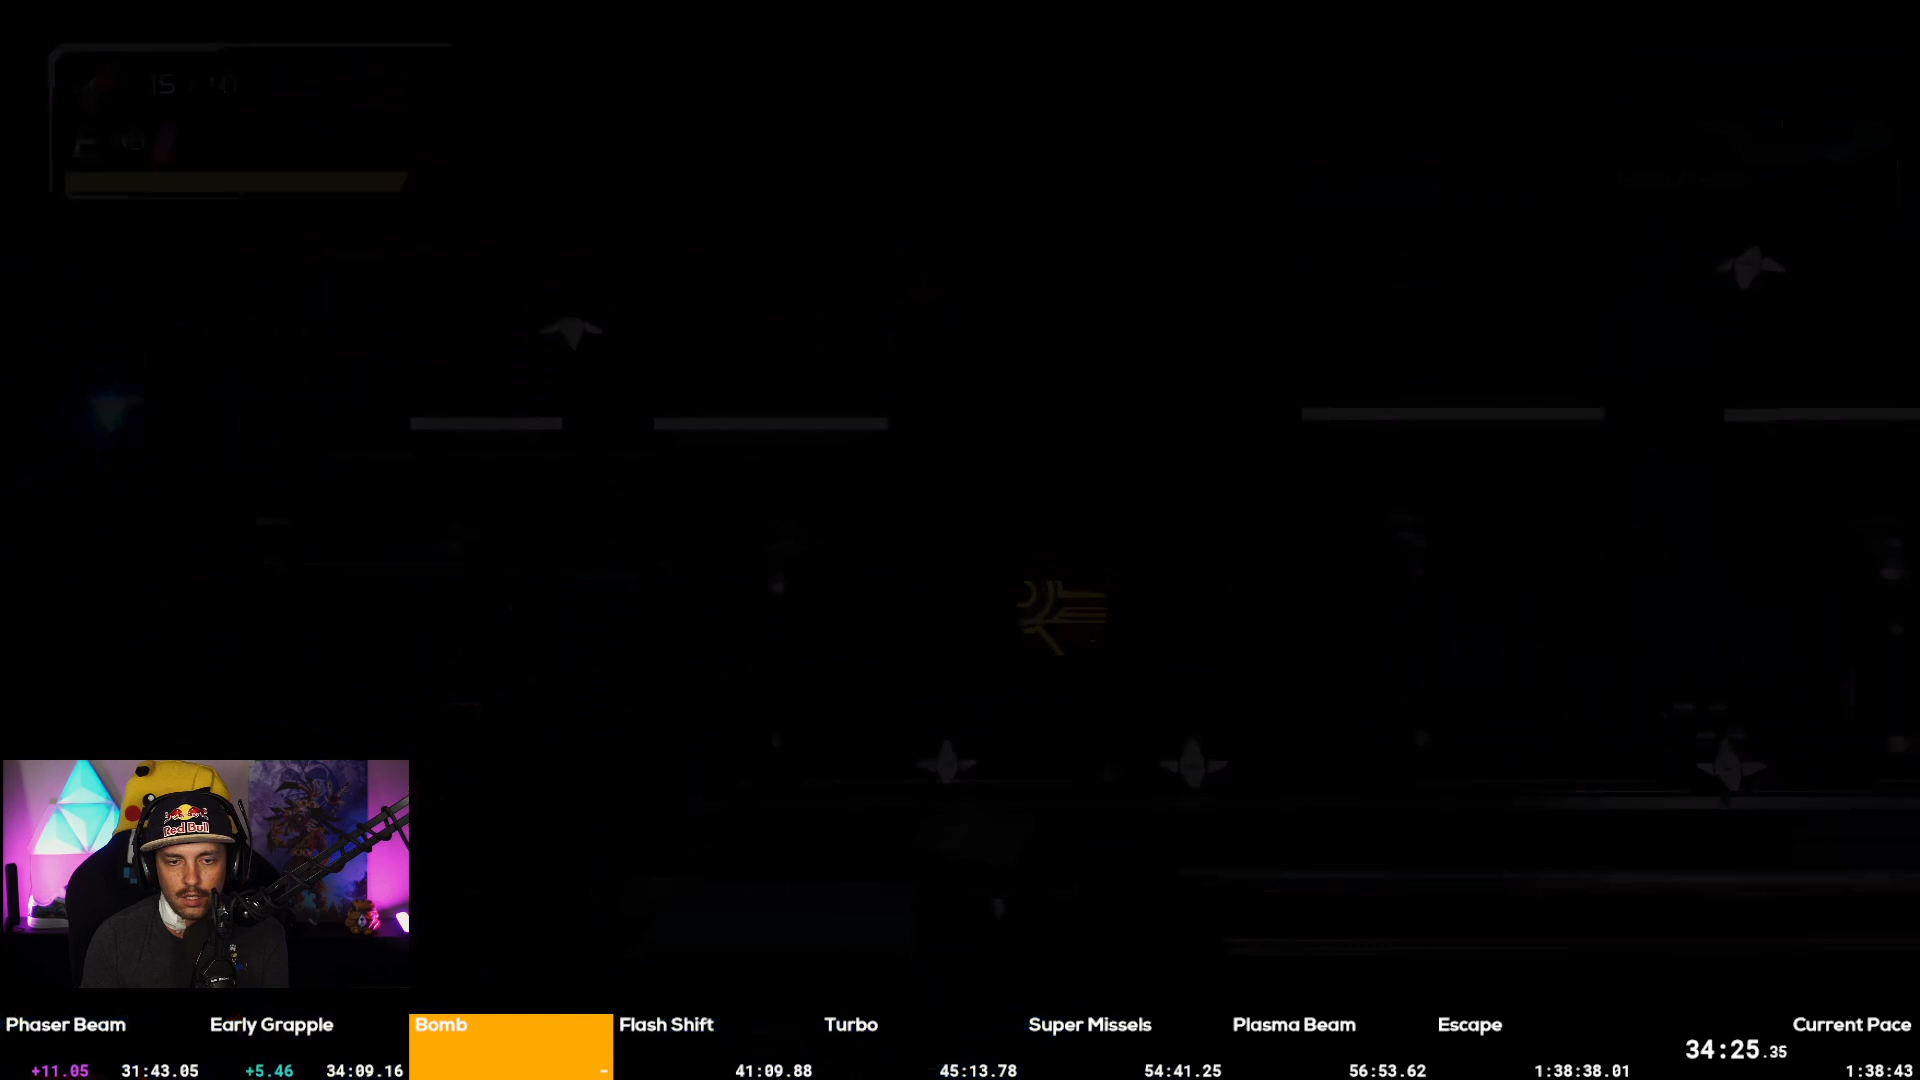 Red Bull
Phaser Beam
+11.05 31:43.05
Early Grapple
+5.46 34:09.16
Bomb
-
Flash Shift
41:09.88
Turbo
45:13.78
Super Missels
54:41.25
Plasma Beam
56:53.62
Escape
1:38:38.01
34:25.35
Current Pace
1:38:43